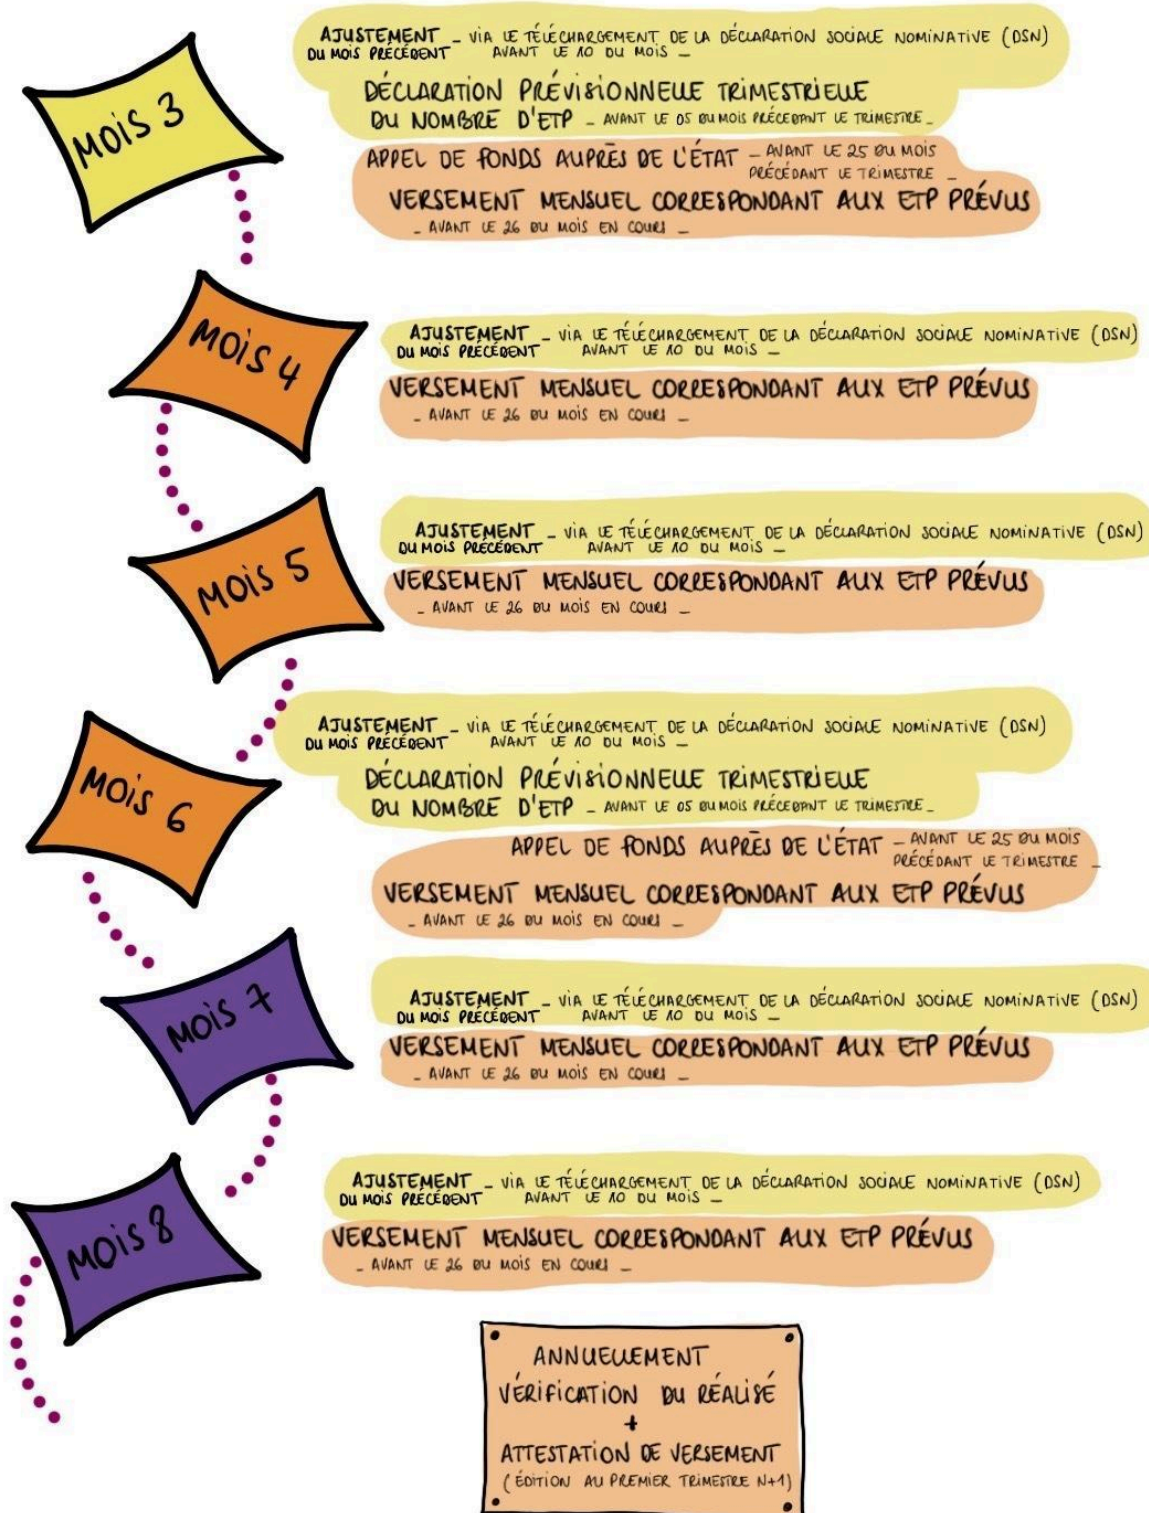 MOIS 3
AJUSTEMENT _ VIA LE TÉLÉCHARGEMENT DE LA DÉCLARATION SOCIALE NOMINATIVE (DSN)
DU MOIS PRÉCÉDENT AVANT LE 10 DU MOIS _
DÉCLARATION PRÉVISIONNELLE TRIMESTRIELLE
DU NOMBRE D'ETP _ AVANT LE 05 DU MOIS PRÉCÉDANT LE TRIMESTRE _
APPEL DE FONDS AUPRÈS DE L'ÉTAT _ AVANT LE 25 DU MOIS
PRÉCÉDANT LE TRIMESTRE _
VERSEMENT MENSUEL CORRESPONDANT AUX ETP PRÉVUS
_ AVANT LE 26 DU MOIS EN COURS _
MOIS 4
AJUSTEMENT _ VIA LE TÉLÉCHARGEMENT DE LA DÉCLARATION SOCIALE NOMINATIVE (DSN)
DU MOIS PRÉCÉDENT AVANT LE 10 DU MOIS _
VERSEMENT MENSUEL CORRESPONDANT AUX ETP PRÉVUS
_ AVANT LE 26 DU MOIS EN COURS _
MOIS 5
AJUSTEMENT _ VIA LE TÉLÉCHARGEMENT DE LA DÉCLARATION SOCIALE NOMINATIVE (DSN)
DU MOIS PRÉCÉDENT AVANT LE 10 DU MOIS _
VERSEMENT MENSUEL CORRESPONDANT AUX ETP PRÉVUS
_ AVANT LE 26 DU MOIS EN COURS _
MOIS 6
AJUSTEMENT _ VIA LE TÉLÉCHARGEMENT DE LA DÉCLARATION SOCIALE NOMINATIVE (DSN)
DU MOIS PRÉCÉDENT AVANT LE 10 DU MOIS _
DÉCLARATION PRÉVISIONNELLE TRIMESTRIELLE
DU NOMBRE D'ETP _ AVANT LE 05 DU MOIS PRÉCÉDANT LE TRIMESTRE _
APPEL DE FONDS AUPRÈS DE L'ÉTAT _ AVANT LE 25 DU MOIS
PRÉCÉDANT LE TRIMESTRE _
VERSEMENT MENSUEL CORRESPONDANT AUX ETP PRÉVUS
_ AVANT LE 26 DU MOIS EN COURS _
MOIS 7
AJUSTEMENT _ VIA LE TÉLÉCHARGEMENT DE LA DÉCLARATION SOCIALE NOMINATIVE (DSN)
DU MOIS PRÉCÉDENT AVANT LE 10 DU MOIS _
VERSEMENT MENSUEL CORRESPONDANT AUX ETP PRÉVUS
_ AVANT LE 26 DU MOIS EN COURS _
MOIS 8
AJUSTEMENT _ VIA LE TÉLÉCHARGEMENT DE LA DÉCLARATION SOCIALE NOMINATIVE (DSN)
DU MOIS PRÉCÉDENT AVANT LE 10 DU MOIS _
VERSEMENT MENSUEL CORRESPONDANT AUX ETP PRÉVUS
_ AVANT LE 26 DU MOIS EN COURS _
ANNUELLEMENT
VÉRIFICATION DU RÉALISÉ
+
ATTESTATION DE VERSEMENT
(ÉDITION AU PREMIER TRIMESTRE N+1)